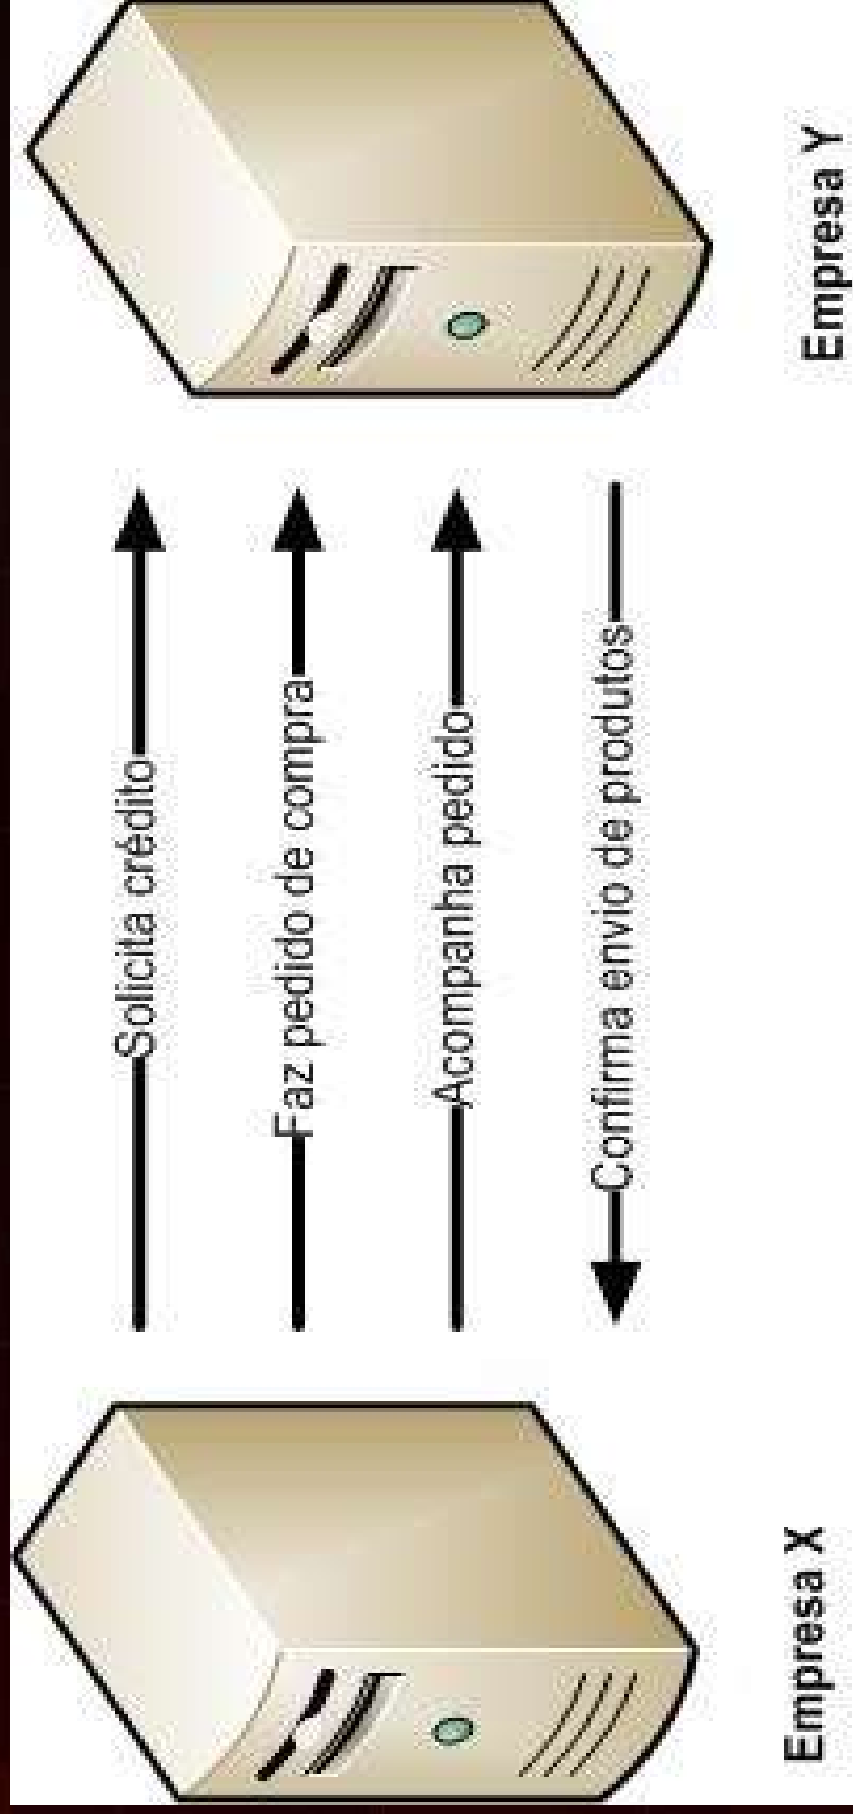 Solicita crédito
Faz pedido de compra
Acompanha pedido
Confirma envio de produtos
Empresa X
Empresa Y